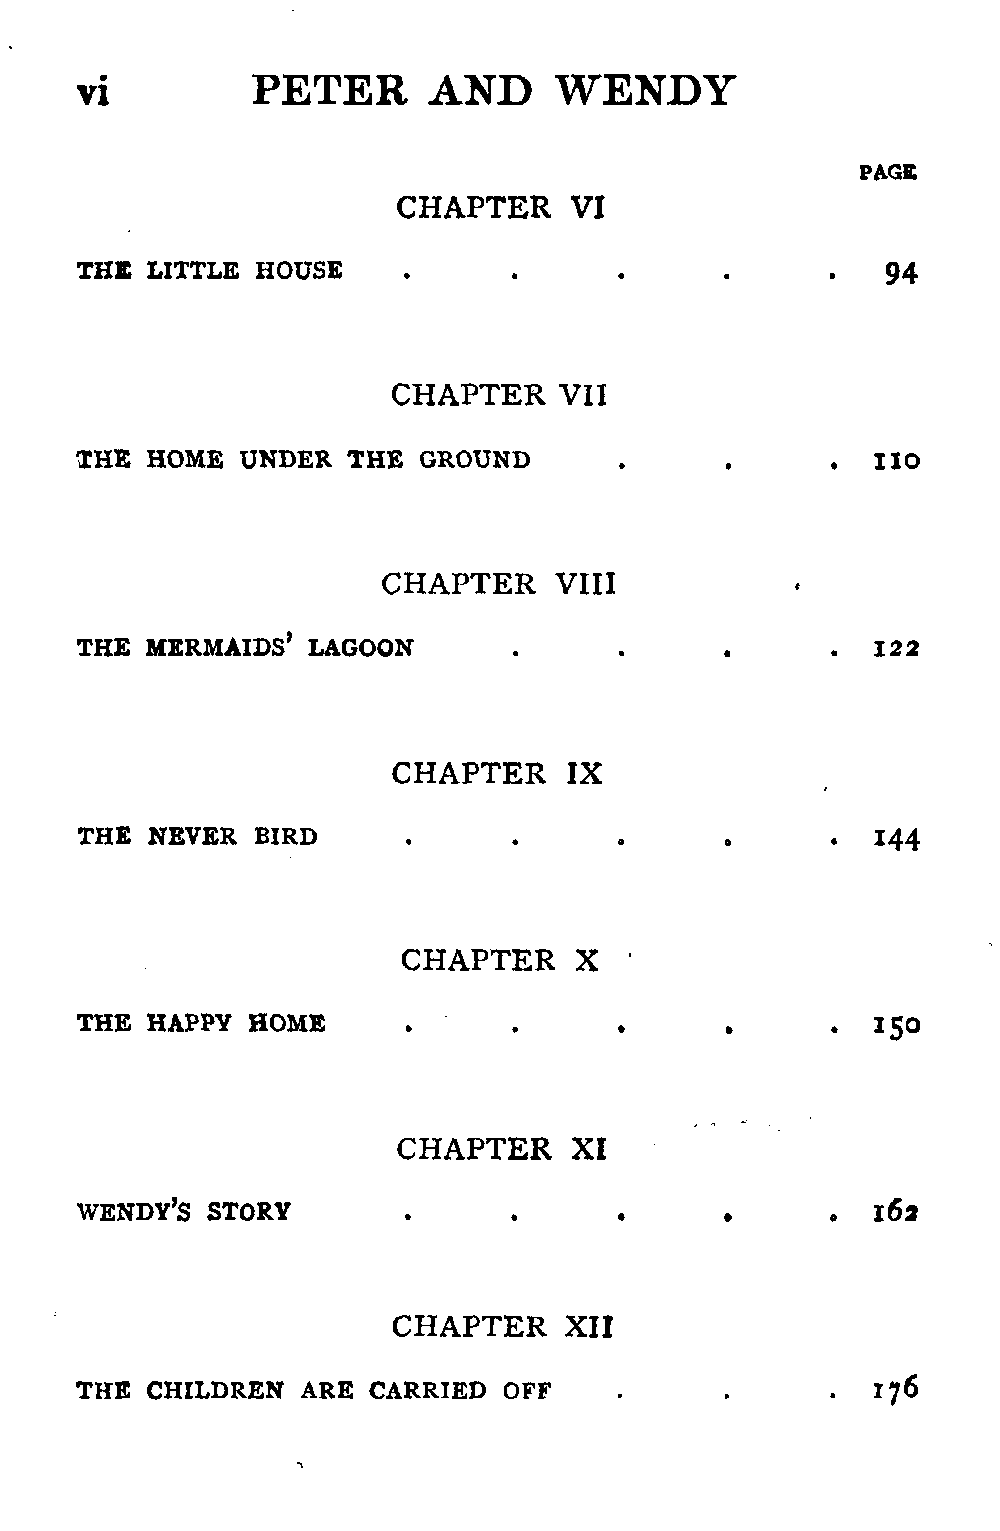 vi PETER AND WENDY
PAGE
CHAPTER VI
THE LITTLE HOUSE . . . . . 94
CHAPTER VII
THE HOME UNDER THE GROUND . . . 110
CHAPTER VIII
THE MERMAIDS' LAGOON . . . . 122
CHAPTER IX
THE NEVER BIRD . . . . . 144
CHAPTER X
THE HAPPY HOME . . . . . 150
CHAPTER XI
WENDY'S STORY . . . . . 162
CHAPTER XII
THE CHILDREN ARE CARRIED OFF . . . 176